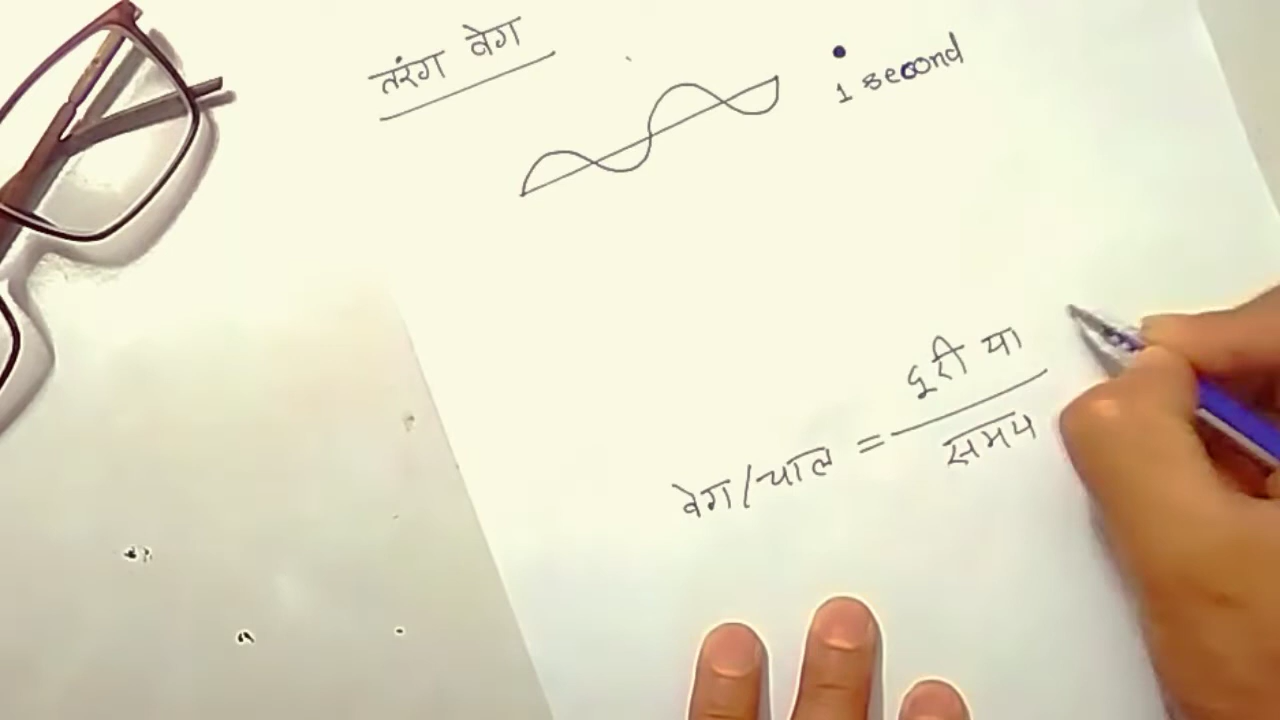 तरंग वेग
1 second
वेग/चाल = दूरी या
समय